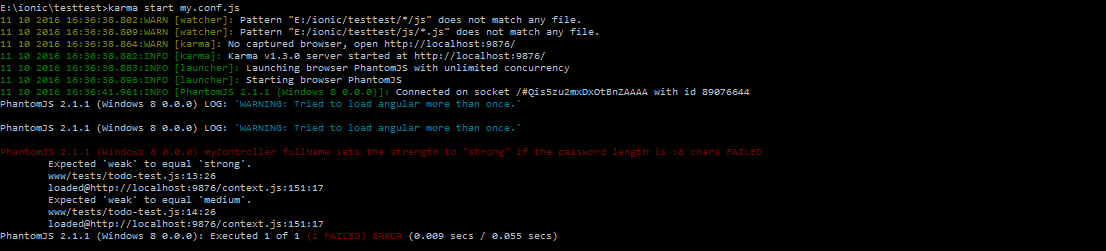 E:\ionic\testtest>karma start my.conf.js
11 10 2016 16:36:38.802:WARN [watcher]: Pattern "E:/ionic/testtest/*/js" does not match any file.
11 10 2016 16:36:38.809:WARN [watcher]: Pattern "E:/ionic/testtest/js/*.js" does not match any file.
11 10 2016 16:36:38.864:WARN [karma]: No captured browser, open http://localhost:9876/
11 10 2016 16:36:38.882:INFO [karma]: Karma v1.3.0 server started at http://localhost:9876/
11 10 2016 16:36:38.883:INFO [launcher]: Launching browser PhantomJS with unlimited concurrency
11 10 2016 16:36:38.896:INFO [launcher]: Starting browser PhantomJS
11 10 2016 16:36:41.961:INFO [PhantomJS 2.1.1 (Windows 8 0.0.0)]: Connected on socket /#Qis5zu2mxDxOtBnZAAAA with id 89076644
PhantomJS 2.1.1 (Windows 8 0.0.0) LOG: 'WARNING: Tried to load angular more than once.'
PhantomJS 2.1.1 (Windows 8 0.0.0) LOG: 'WARNING: Tried to load angular more than once.'
PhantomJS 2.1.1 (Windows 8 0.0.0) myController fullName sets the strength to "strong" if the password length is >8 chars FAILED
Expected 'weak' to equal 'strong'.
www/tests/todo-test.js:13:26
loaded@http://localhost:9876/context.js:151:17
Expected 'weak' to equal 'medium'.
www/tests/todo-test.js:14:26
loaded@http://localhost:9876/context.js:151:17
PhantomJS 2.1.1 (Windows 8 0.0.0): Executed 1 of 1 (1 FAILED) ERROR (0.009 secs / 0.055 secs)